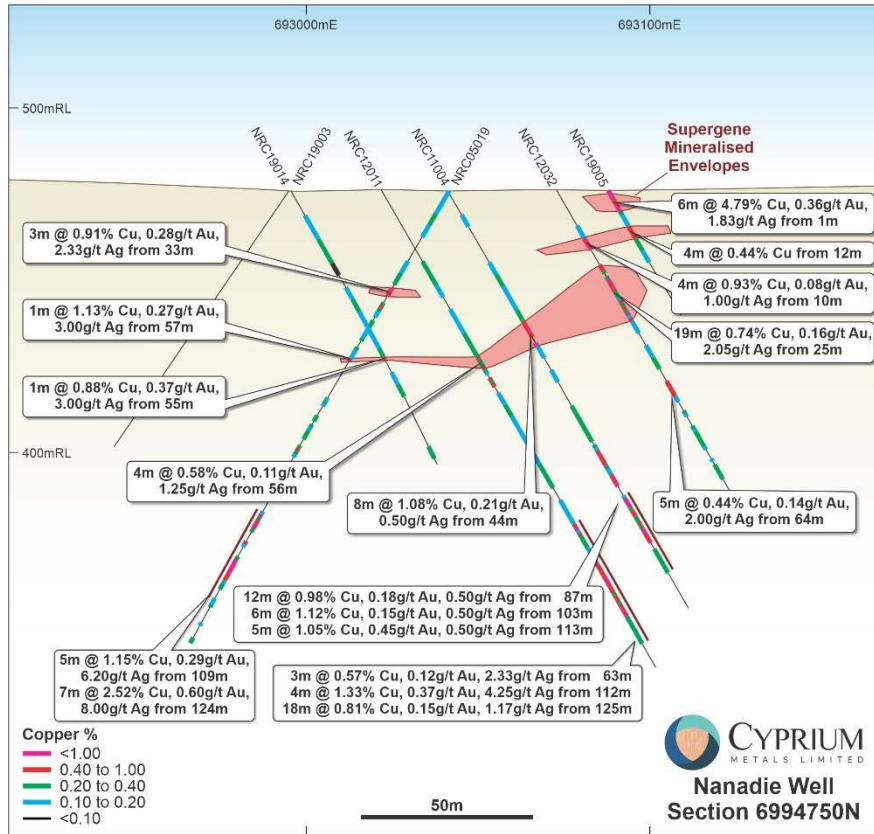 693000mE
693100mE
500mRL
NRC19014
NRC19003
NRC12011
NRC11004
NRC05019
NRC12032
NRC19005
Supergene
Mineralised
Envelopes
6m @ 4.79% Cu, 0.36g/t Au,
1.83g/t Ag from 1m
3m @ 0.91% Cu, 0.28g/t Au,
2.33g/t Ag from 33m
4m @ 0.44% Cu from 12m
4m @ 0.93% Cu, 0.08g/t Au,
1.00g/t Ag from 10m
1m @ 1.13% Cu, 0.27g/t Au,
3.00g/t Ag from 57m
19m @ 0.74% Cu, 0.16g/t Au,
2.05g/t Ag from 25m
1m @ 0.88% Cu, 0.37g/t Au,
3.00g/t Ag from 55m
400mRL
4m @ 0.58% Cu, 0.11g/t Au,
1.25g/t Ag from 56m
8m @ 1.08% Cu, 0.21g/t Au,
0.50g/t Ag from 44m
5m @ 0.44% Cu, 0.14g/t Au,
2.00g/t Ag from 64m
12m @ 0.98% Cu, 0.18g/t Au, 0.50g/t Ag from 87m
6m @ 1.12% Cu, 0.15g/t Au, 0.50g/t Ag from 103m
5m @ 1.05% Cu, 0.45g/t Au, 0.50g/t Ag from 113m
5m @ 1.15% Cu, 0.29g/t Au,
6.20g/t Ag from 109m
7m @ 2.52% Cu, 0.60g/t Au,
8.00g/t Ag from 124m
3m @ 0.57% Cu, 0.12g/t Au, 2.33g/t Ag from 63m
4m @ 1.33% Cu, 0.37g/t Au, 4.25g/t Ag from 112m
18m @ 0.81% Cu, 0.15g/t Au, 1.17g/t Ag from 125m
Copper %
<1.00
0.40 to 1.00
0.20 to 0.40
0.10 to 0.20
<0.10
50m
CYPRIUM
METALS LIMITED
Nanadie Well
Section 6994750N